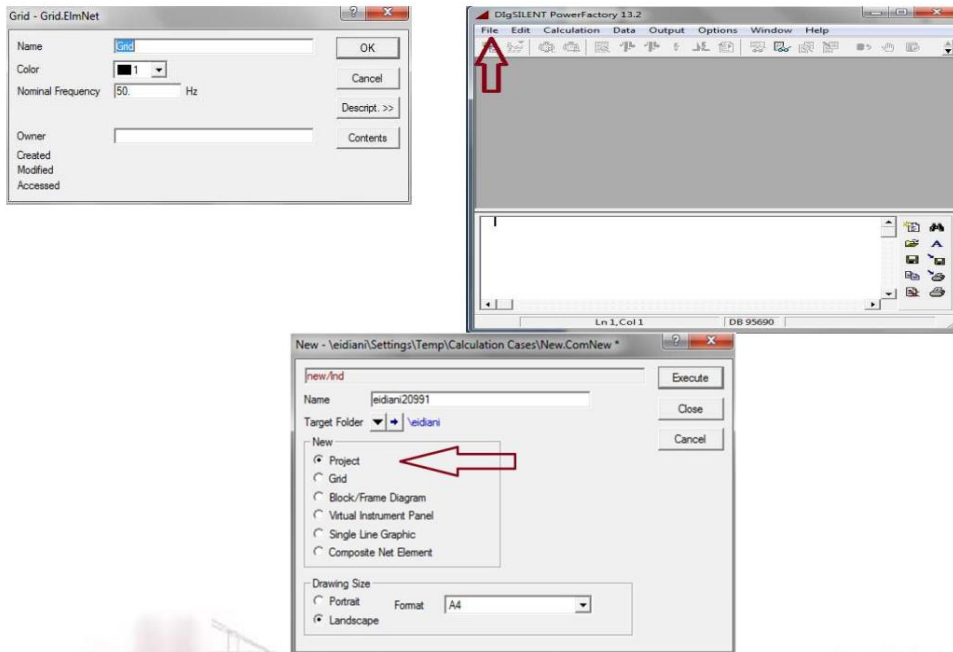 Grid - Grid.ElmNet
Name Grid OK
Color 1 Cancel
Nominal Frequency 50. Hz
Descript. >>
Owner Contents
Created
Modified
Accessed
DIgSILENT PowerFactory 13.2
File Edit Calculation Data Output Options Window Help
Ln 1,Col 1 DB 95690
New - \eidiani\Settings\Temp\Calculation Cases\New.ComNew *
new/lnd Execute
Name eidiani20991
Close
Target Folder \eidiani
Cancel
New
Project
Grid
Block/Frame Diagram
Virtual Instrument Panel
Single Line Graphic
Composite Net Element
Drawing Size
Portrait Format A4
Landscape